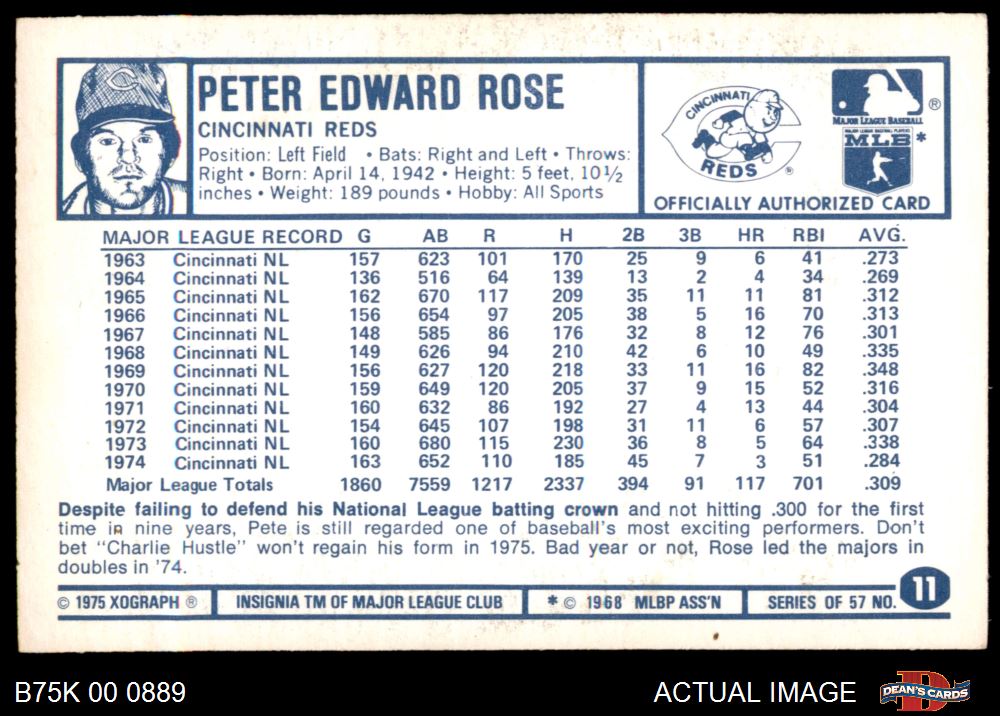 C
PETER EDWARD ROSE
CINCINNATI REDS
Position: Left Field • Bats: Right and Left • Throws:
Right • Born: April 14, 1942 • Height: 5 feet, 10½
inches • Weight: 189 pounds • Hobby: All Sports
CINCINNATI
REDS ®
®
MAJOR LEAGUE BASEBALL
MAJOR LEAGUE BASEBALL PLAYERS
MLB *
OFFICIALLY AUTHORIZED CARD
MAJOR LEAGUE RECORD G AB R H 2B 3B HR RBI AVG.
1963 Cincinnati NL 157 623 101 170 25 9 6 41 .273
1964 Cincinnati NL 136 516 64 139 13 2 4 34 .269
1965 Cincinnati NL 162 670 117 209 35 11 11 81 .312
1966 Cincinnati NL 156 654 97 205 38 5 16 70 .313
1967 Cincinnati NL 148 585 86 176 32 8 12 76 .301
1968 Cincinnati NL 149 626 94 210 42 6 10 49 .335
1969 Cincinnati NL 156 627 120 218 33 11 16 82 .348
1970 Cincinnati NL 159 649 120 205 37 9 15 52 .316
1971 Cincinnati NL 160 632 86 192 27 4 13 44 .304
1972 Cincinnati NL 154 645 107 198 31 11 6 57 .307
1973 Cincinnati NL 160 680 115 230 36 8 5 64 .338
1974 Cincinnati NL 163 652 110 185 45 7 3 51 .284
Major League Totals 1860 7559 1217 2337 394 91 117 701 .309
Despite failing to defend his National League batting crown and not hitting .300 for the first
time in nine years, Pete is still regarded one of baseball's most exciting performers. Don't
bet "Charlie Hustle" won't regain his form in 1975. Bad year or not, Rose led the majors in
doubles in '74.
© 1975 XOGRAPH ® INSIGNIA TM OF MAJOR LEAGUE CLUB * © 1968 MLBP ASS'N SERIES OF 57 NO. 11
B75K 00 0889 ACTUAL IMAGE DEAN'S CARDS